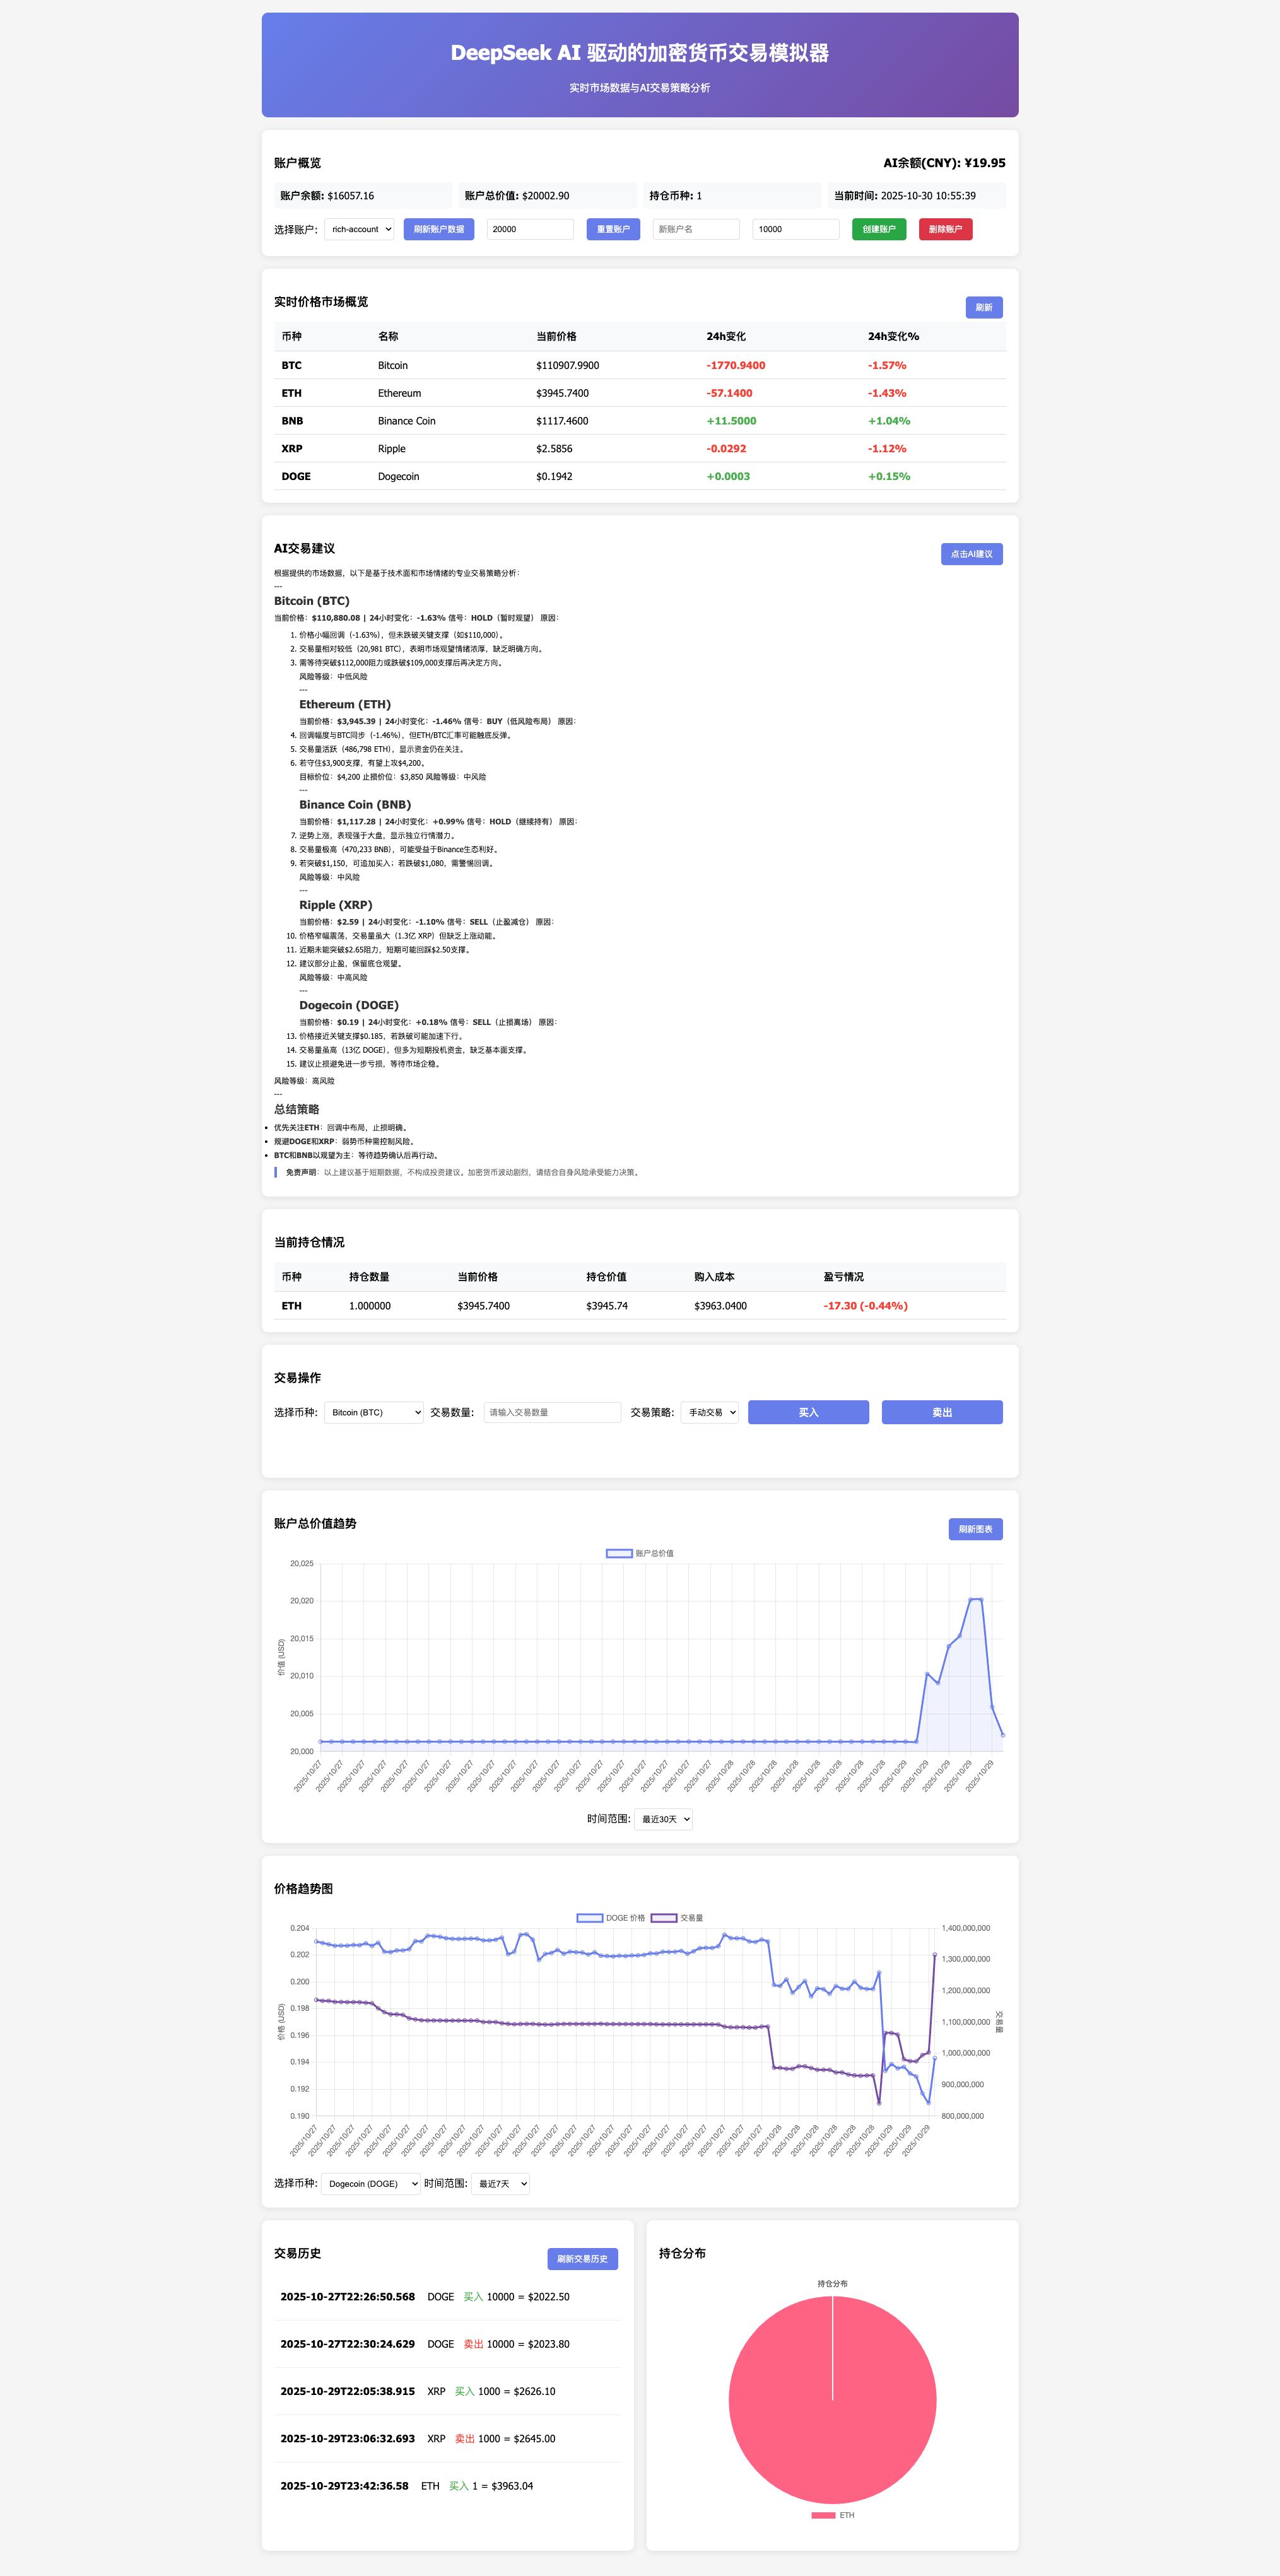 DeepSeek AI 驱动的加密货币交易模拟器
实时市场数据与AI交易策略分析
账户概览
AI余额(CNY): ¥19.95
账户余额: $16057.16 账户总价值: $20002.90 持仓币种: 1 当前时间: 2025-10-30 10:55:39
选择账户: rich-account 刷新账户数据 20000 重置账户 新账户名 10000 创建账户 删除账户
实时价格市场概览
刷新
币种 名称 当前价格 24h变化 24h变化%
BTC Bitcoin $110907.9900 -1770.9400 -1.57%
ETH Ethereum $3945.7400 -57.1400 -1.43%
BNB Binance Coin $1117.4600 +11.5000 +1.04%
XRP Ripple $2.5856 -0.0292 -1.12%
DOGE Dogecoin $0.1942 +0.0003 +0.15%
AI交易建议
点击AI建议
根据提供的市场数据，以下是基于技术面和市场情绪的专业交易策略分析：
---
Bitcoin (BTC)
当前价格：$110,880.08 | 24小时变化：-1.63% 信号：HOLD（暂时观望） 原因：
1. 价格小幅回调（-1.63%），但未跌破关键支撑（如$110,000）。
2. 交易量相对较低（20,981 BTC），表明市场观望情绪浓厚，缺乏明确方向。
3. 需等待突破$112,000阻力或跌破$109,000支撑后再决定方向。
风险等级：中低风险
---
Ethereum (ETH)
当前价格：$3,945.39 | 24小时变化：-1.46% 信号：BUY（低风险布局） 原因：
4. 回调幅度与BTC同步（-1.46%），但ETH/BTC汇率可能触底反弹。
5. 交易量活跃（486,798 ETH），显示资金仍在关注。
6. 若守住$3,900支撑，有望上攻$4,200。
目标价位：$4,200 止损价位：$3,850 风险等级：中风险
---
Binance Coin (BNB)
当前价格：$1,117.28 | 24小时变化：+0.99% 信号：HOLD（继续持有） 原因：
7. 逆势上涨，表现强于大盘，显示独立行情潜力。
8. 交易量极高（470,233 BNB），可能受益于Binance生态利好。
9. 若突破$1,150，可追加买入；若跌破$1,080，需警惕回调。
风险等级：中风险
---
Ripple (XRP)
当前价格：$2.59 | 24小时变化：-1.10% 信号：SELL（止盈减仓） 原因：
10. 价格窄幅震荡，交易量虽大（1.3亿 XRP）但缺乏上涨动能。
11. 近期未能突破$2.65阻力，短期可能回踩$2.50支撑。
12. 建议部分止盈，保留底仓观望。
风险等级：中高风险
---
Dogecoin (DOGE)
当前价格：$0.19 | 24小时变化：+0.18% 信号：SELL（止损离场） 原因：
13. 价格接近关键支撑$0.185，若跌破可能加速下行。
14. 交易量虽高（13亿 DOGE），但多为短期投机资金，缺乏基本面支撑。
15. 建议止损避免进一步亏损，等待市场企稳。
风险等级：高风险
---
总结策略
• 优先关注ETH：回调中布局，止损明确。
• 规避DOGE和XRP：弱势币种需控制风险。
• BTC和BNB以观望为主：等待趋势确认后再行动。
免责声明：以上建议基于短期数据，不构成投资建议。加密货币波动剧烈，请结合自身风险承受能力决策。
当前持仓情况
币种 持仓数量 当前价格 持仓价值 购入成本 盈亏情况
ETH 1.000000 $3945.7400 $3945.74 $3963.0400 -17.30 (-0.44%)
交易操作
选择币种: Bitcoin (BTC) 交易数量: 请输入交易数量 交易策略: 手动交易 买入 卖出
账户总价值趋势
刷新图表
账户总价值
价值 (USD)
20,025
20,020
20,015
20,010
20,005
20,000
2025/10/27 2025/10/27 2025/10/27 2025/10/27 2025/10/27 2025/10/27 2025/10/27 2025/10/27 2025/10/27 2025/10/27 2025/10/27 2025/10/27 2025/10/27 2025/10/27 2025/10/27 2025/10/27 2025/10/27 2025/10/27 2025/10/27 2025/10/28 2025/10/28 2025/10/28 2025/10/28 2025/10/28 2025/10/28 2025/10/28 2025/10/28 2025/10/29 2025/10/29 2025/10/29 2025/10/29 2025/10/29
时间范围: 最近30天
价格趋势图
DOGE 价格 交易量
价格 (USD)
0.204
0.202
0.200
0.198
0.196
0.194
0.192
0.190
1,400,000,000
1,300,000,000
1,200,000,000
1,100,000,000
1,000,000,000
900,000,000
800,000,000
交易量
2025/10/27 2025/10/27 2025/10/27 2025/10/27 2025/10/27 2025/10/27 2025/10/27 2025/10/27 2025/10/27 2025/10/27 2025/10/27 2025/10/27 2025/10/27 2025/10/27 2025/10/27 2025/10/27 2025/10/27 2025/10/27 2025/10/27 2025/10/27 2025/10/27 2025/10/27 2025/10/27 2025/10/27 2025/10/27 2025/10/28 2025/10/28 2025/10/28 2025/10/28 2025/10/28 2025/10/28 2025/10/29 2025/10/29 2025/10/29
选择币种: Dogecoin (DOGE) 时间范围: 最近7天
交易历史
刷新交易历史
2025-10-27T22:26:50.568 DOGE 买入 10000 = $2022.50
2025-10-27T22:30:24.629 DOGE 卖出 10000 = $2023.80
2025-10-29T22:05:38.915 XRP 买入 1000 = $2626.10
2025-10-29T23:06:32.693 XRP 卖出 1000 = $2645.00
2025-10-29T23:42:36.58 ETH 买入 1 = $3963.04
持仓分布
持仓分布
ETH